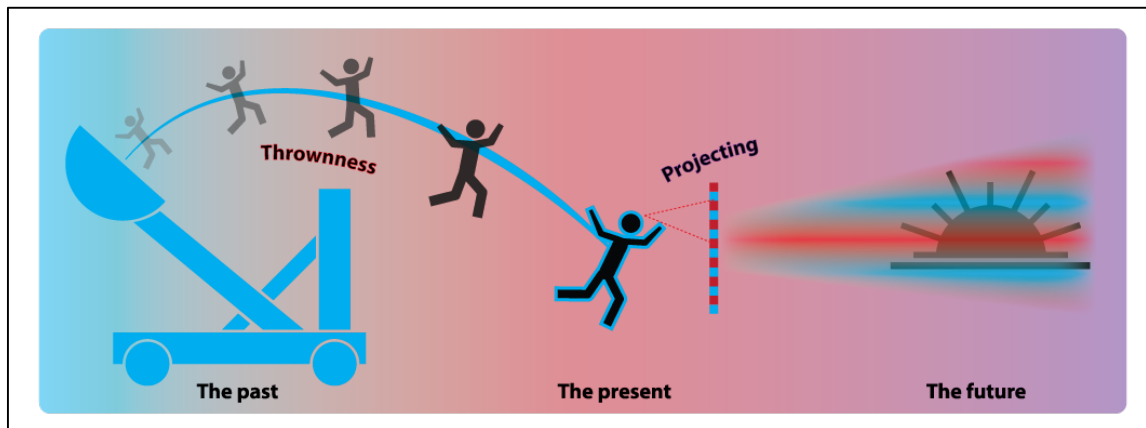 Thrownness
Projecting
The past
The present
The future